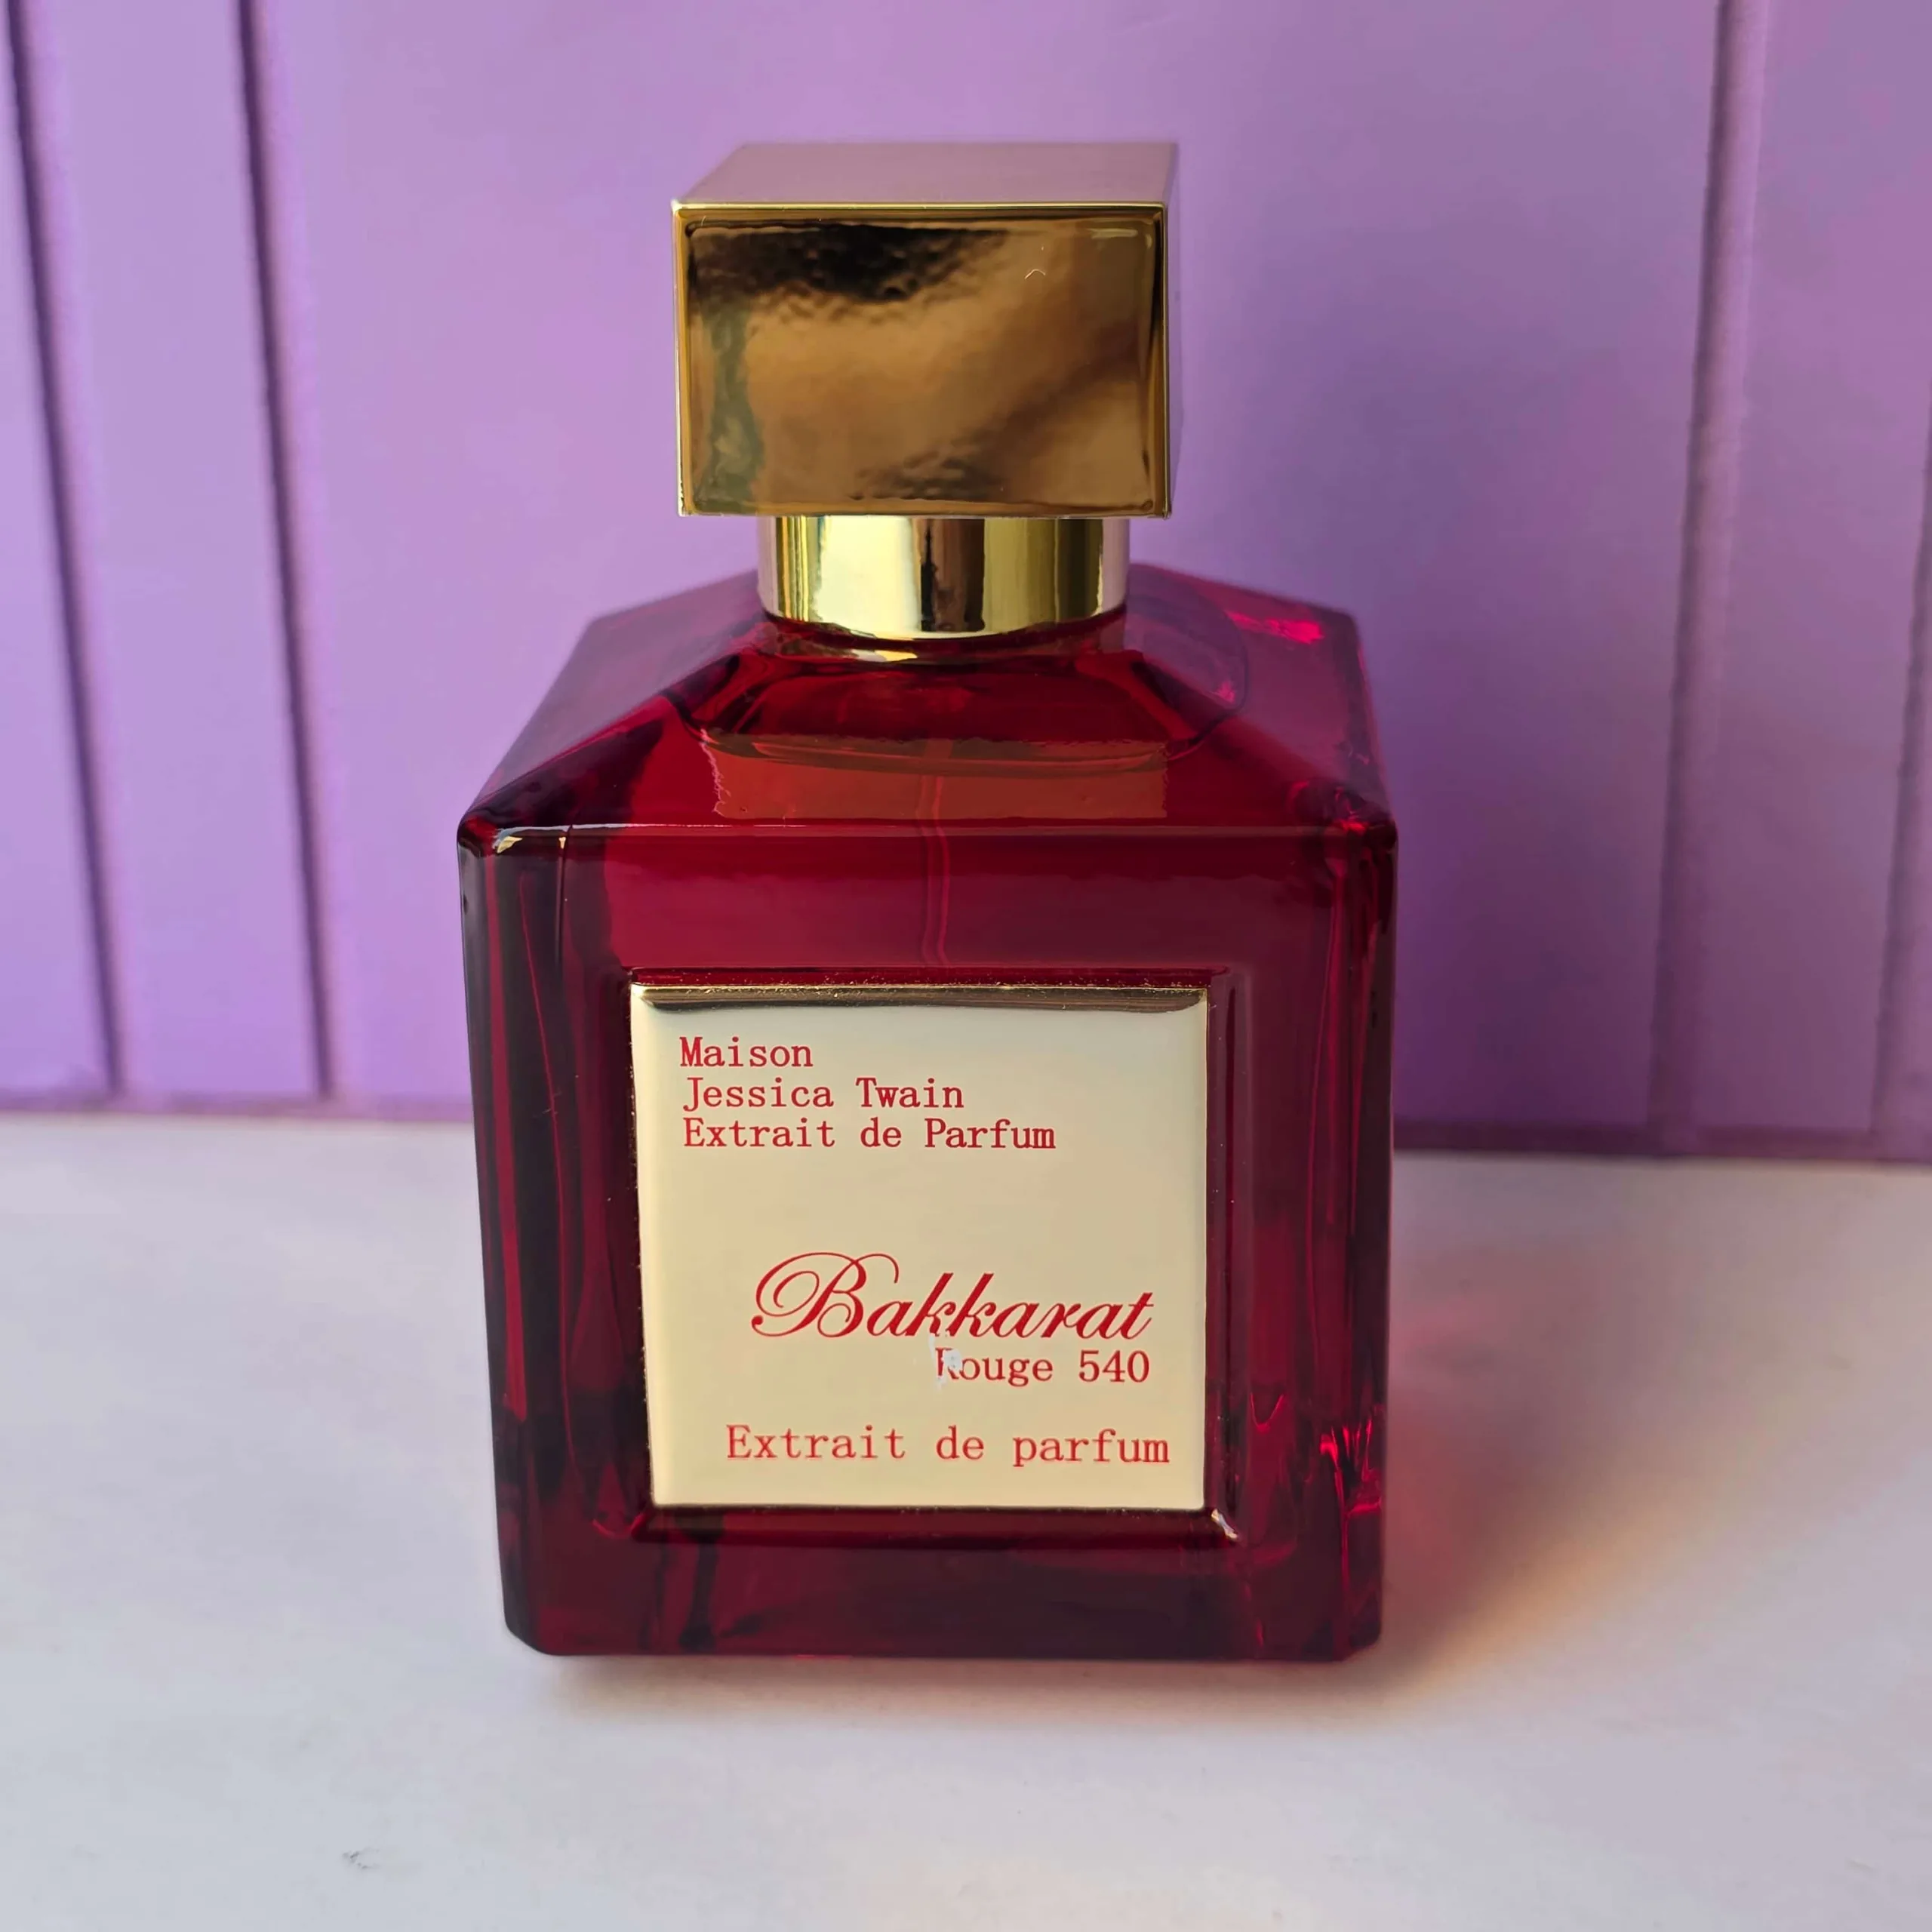 Maison
Jessica Twain
Extrait de Parfum
Bakkarat
Rouge 540
Extrait de parfum